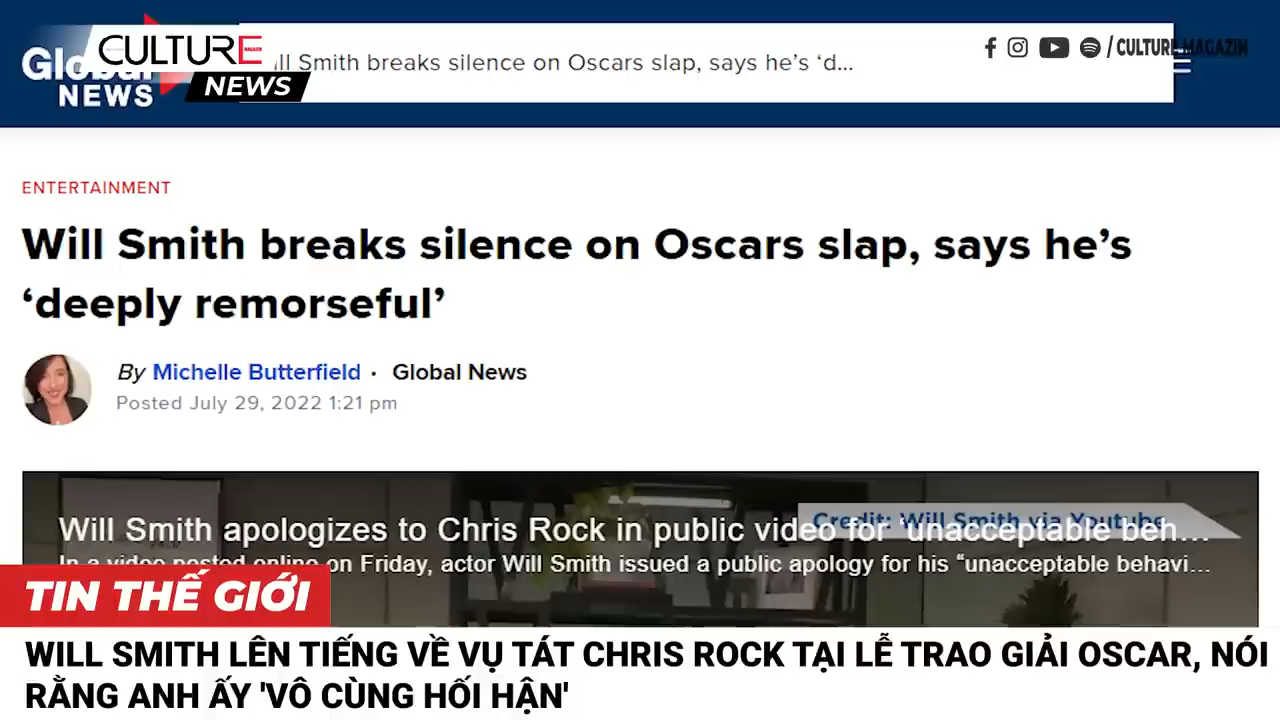 CULTURE
MAGAZIN
NEWS
Global
NEWS
ill Smith breaks silence on Oscars slap, says he’s ‘d...
/CULTURE MAGAZIN
ENTERTAINMENT
Will Smith breaks silence on Oscars slap, says he’s
‘deeply remorseful’
By Michelle Butterfield · Global News
Posted July 29, 2022 1:21 pm
Credit: Will Smith via Youtube
Will Smith apologizes to Chris Rock in public video for ‘unacceptable beh...
In a video posted online on Friday, actor Will Smith issued a public apology for his “unacceptable behavi...
TIN THẾ GIỚI
WILL SMITH LÊN TIẾNG VỀ VỤ TÁT CHRIS ROCK TẠI LỄ TRAO GIẢI OSCAR, NÓI
RẰNG ANH ẤY 'VÔ CÙNG HỐI HẬN'